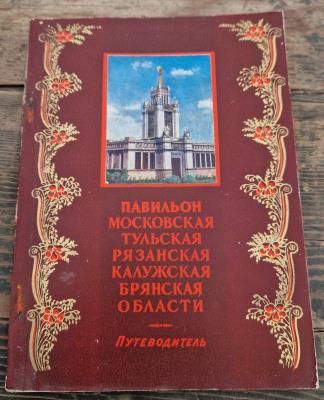 ПАВИЛЬОН
МОСКОВСКАЯ
ТУЛЬСКАЯ
РЯЗАНСКАЯ
КАЛУЖСКАЯ
БРЯНСКАЯ
ОБЛАСТИ
Путеводитель